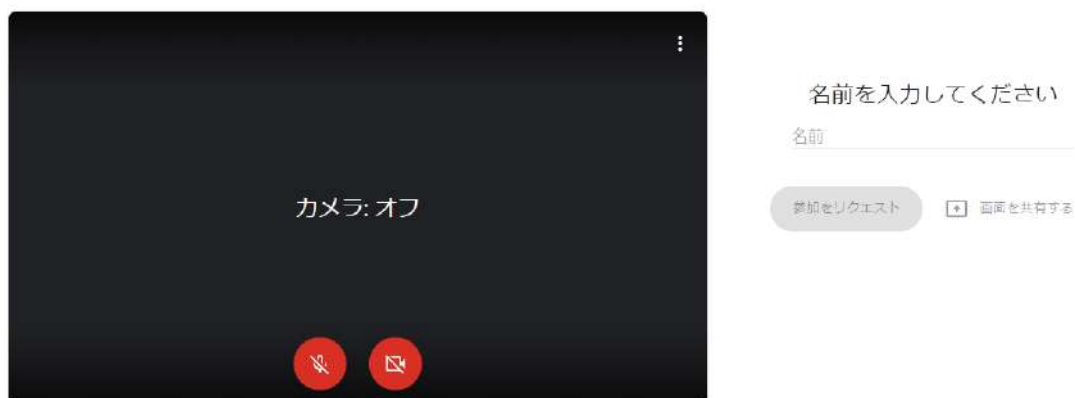 名前を入力してください
名前
カメラ: オフ
参加をリクエスト
画面を共有する